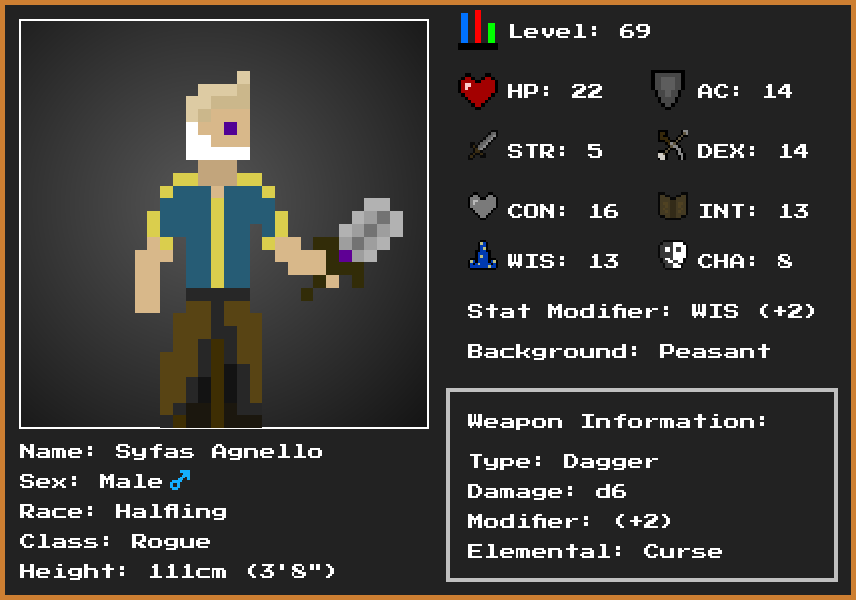 Level: 69
HP: 22 AC: 14
STR: 5 DEX: 14
CON: 16 INT: 13
WIS: 13 CHA: 8
Stat Modifier: WIS (+2)
Background: Peasant
Weapon Information:
Type: Dagger
Damage: d6
Modifier: (+2)
Elemental: Curse
Name: Syfas Agnello
Sex: Male ♂
Race: Halfling
Class: Rogue
Height: 111cm (3'8")